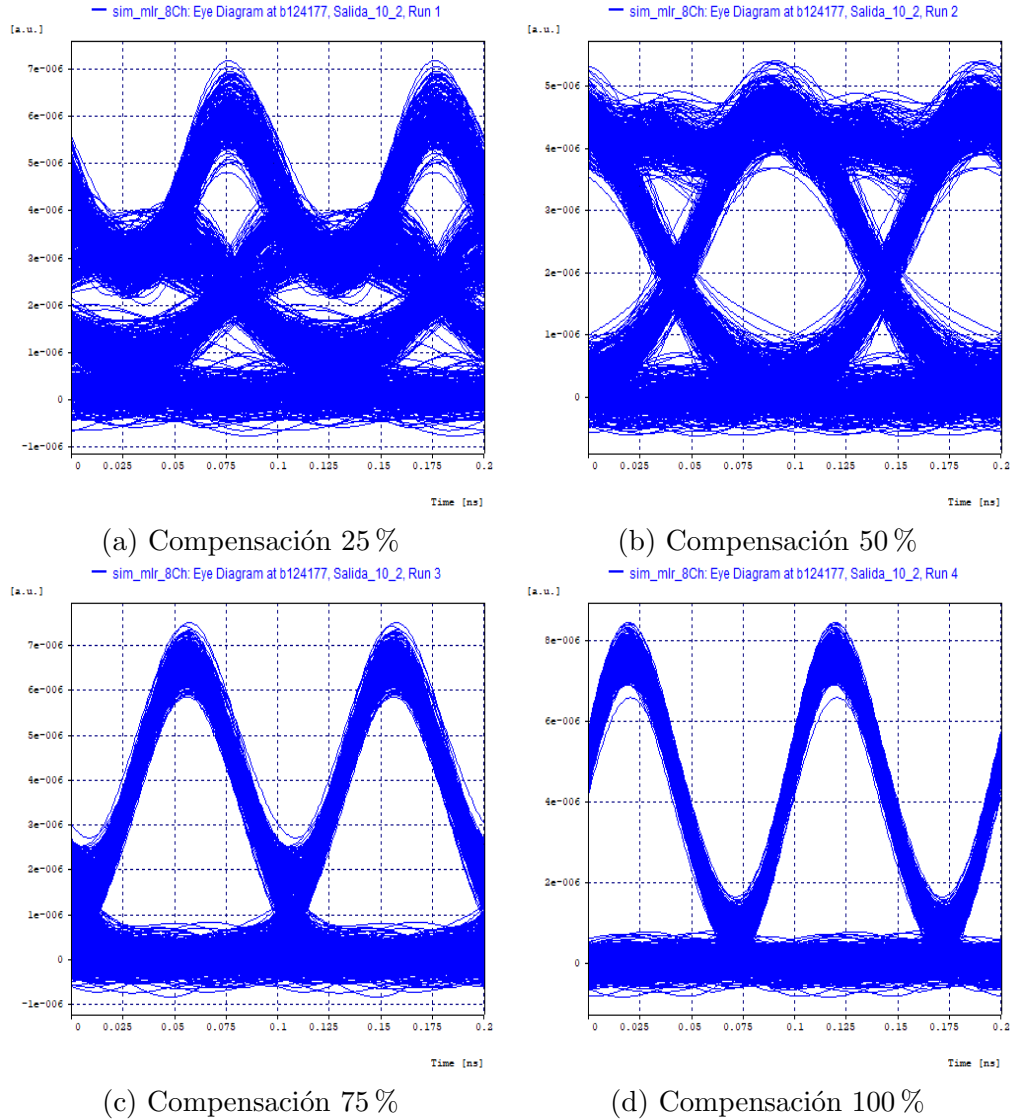 sim_mlr_8Ch: Eye Diagram at b124177, Salida_10_2, Run 1
[a.u.]
7e-006
6e-006
5e-006
4e-006
3e-006
2e-006
1e-006
0
-1e-006
0 0.025 0.05 0.075 0.1 0.125 0.15 0.175 0.2
Time [ns]
(a) Compensación 25 %
sim_mlr_8Ch: Eye Diagram at b124177, Salida_10_2, Run 2
[a.u.]
5e-006
4e-006
3e-006
2e-006
1e-006
0
0 0.025 0.05 0.075 0.1 0.125 0.15 0.175 0.2
Time [ns]
(b) Compensación 50 %
sim_mlr_8Ch: Eye Diagram at b124177, Salida_10_2, Run 3
[a.u.]
7e-006
6e-006
5e-006
4e-006
3e-006
2e-006
1e-006
0
-1e-006
0 0.025 0.05 0.075 0.1 0.125 0.15 0.175 0.2
Time [ns]
(c) Compensación 75 %
sim_mlr_8Ch: Eye Diagram at b124177, Salida_10_2, Run 4
[a.u.]
8e-006
6e-006
4e-006
2e-006
0
0 0.025 0.05 0.075 0.1 0.125 0.15 0.175 0.2
Time [ns]
(d) Compensación 100 %